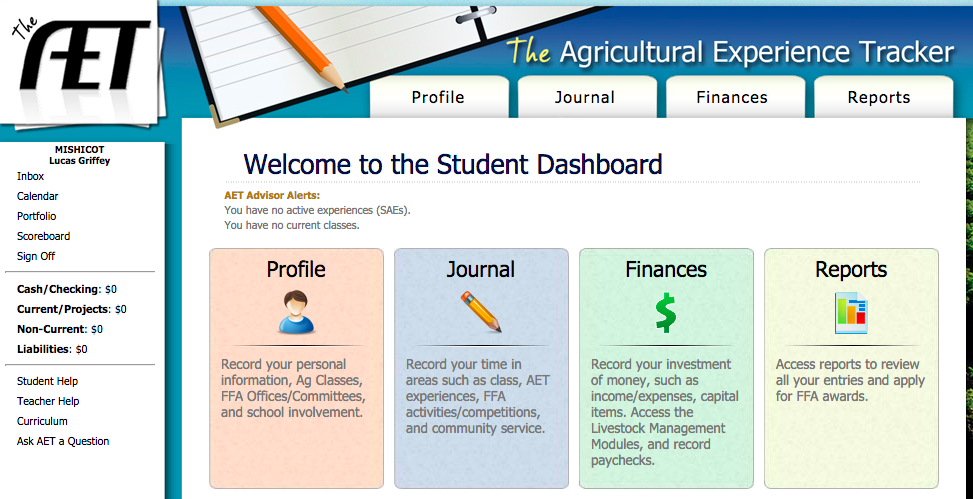 The
AET
The Agricultural Experience Tracker
Profile
Journal
Finances
Reports
MISHICOT
Lucas Griffey
Inbox
Calendar
Portfolio
Scoreboard
Sign Off
Cash/Checking: $0
Current/Projects: $0
Non-Current: $0
Liabilities: $0
Student Help
Teacher Help
Curriculum
Ask AET a Question
Welcome to the Student Dashboard
AET Advisor Alerts:
You have no active experiences (SAEs).
You have no current classes.
Profile
Record your personal
information, Ag Classes,
FFA Offices/Committees,
and school involvement.
Journal
Record your time in
areas such as class, AET
experiences, FFA
activities/competitions,
and community service.
Finances
$
Record your investment
of money, such as
income/expenses, capital
items. Access the
Livestock Management
Modules, and record
paychecks.
Reports
Access reports to review
all your entries and apply
for FFA awards.